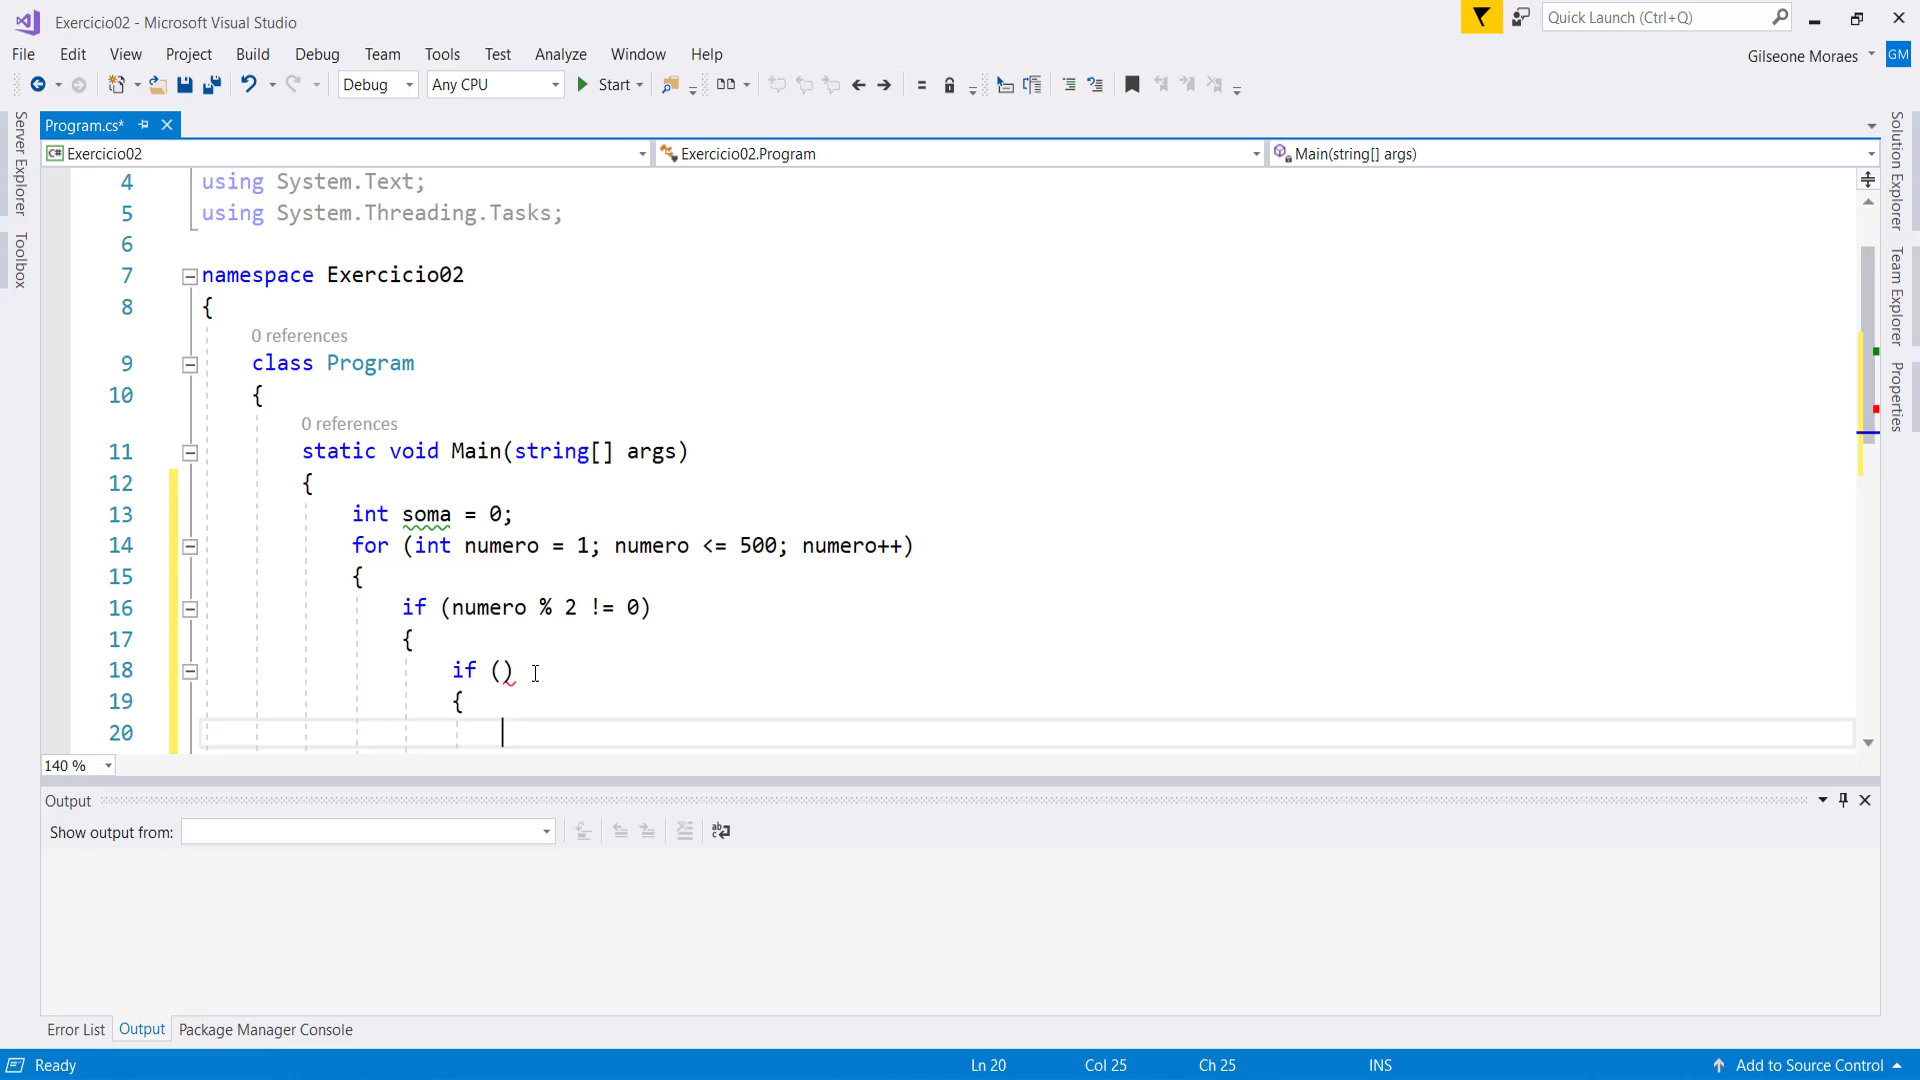 Exercicio02 - Microsoft Visual Studio
Quick Launch (Ctrl+Q)
File Edit View Project Build Debug Team Tools Test Analyze Window Help
Gilseone Moraes GM
Debug Any CPU Start
Server Explorer
Toolbox
Program.cs*
C# Exercicio02 Exercicio02.Program Main(string[] args)
4 using System.Text;
5 using System.Threading.Tasks;
6
7 namespace Exercicio02
8 {
0 references
9 class Program
10 {
0 references
11 static void Main(string[] args)
12 {
13 int soma = 0;
14 for (int numero = 1; numero <= 500; numero++)
15 {
16 if (numero % 2 != 0)
17 {
18 if ()
19 {
20
140 %
Solution Explorer
Team Explorer
Properties
Output
Show output from:
Error List Output Package Manager Console
Ready Ln 20 Col 25 Ch 25 INS Add to Source Control